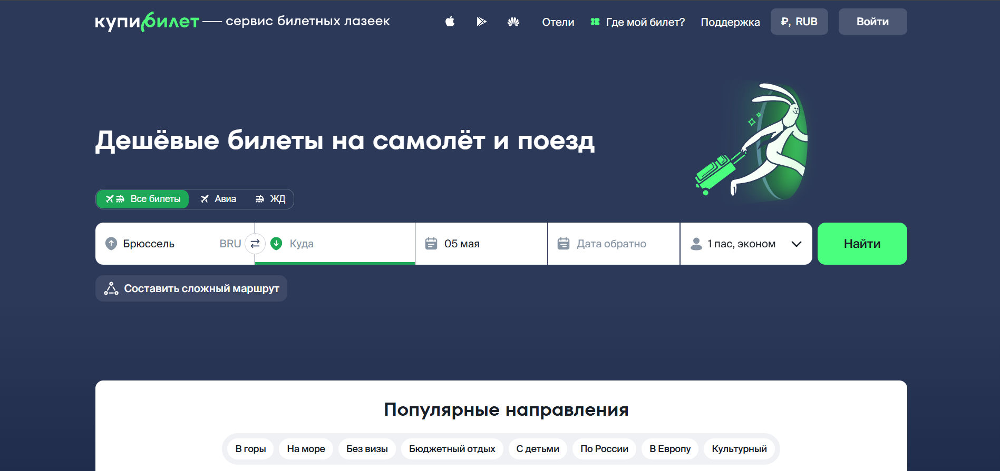 купибилет — сервис билетных лазеек
Отели
Где мой билет?
Поддержка
₽, RUB
Войти
Дешёвые билеты на самолёт и поезд
Все билеты
Авиа
ЖД
Брюссель
BRU
Куда
05 мая
Дата обратно
1 пас, эконом
Найти
Составить сложный маршрут
Популярные направления
В горы
На море
Без визы
Бюджетный отдых
С детьми
По России
В Европу
Культурный